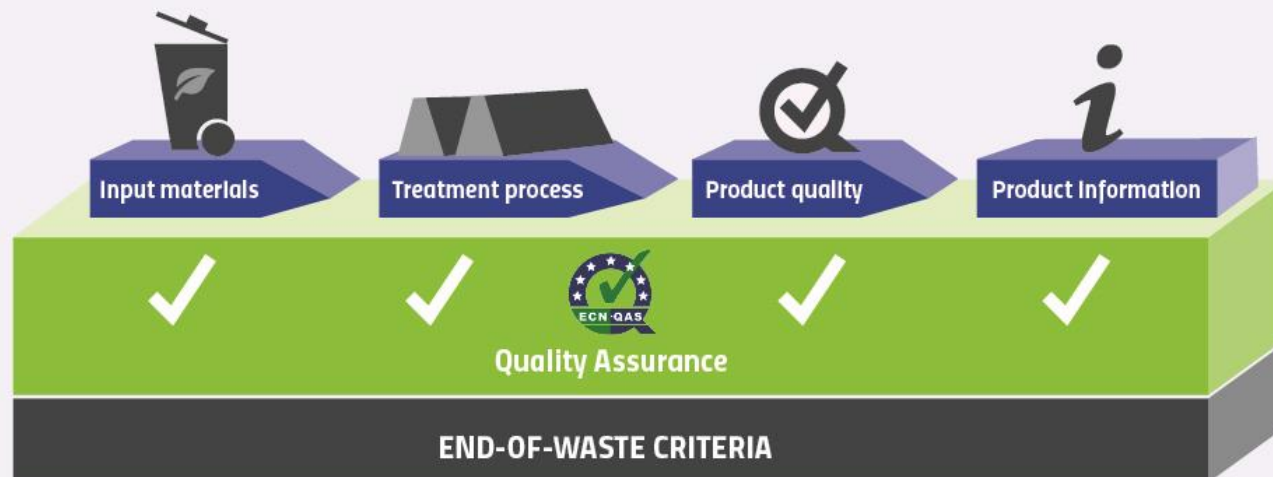 Input materials
Treatment process
Product quality
Product information
ECN-QAS
Quality Assurance
END-OF-WASTE CRITERIA